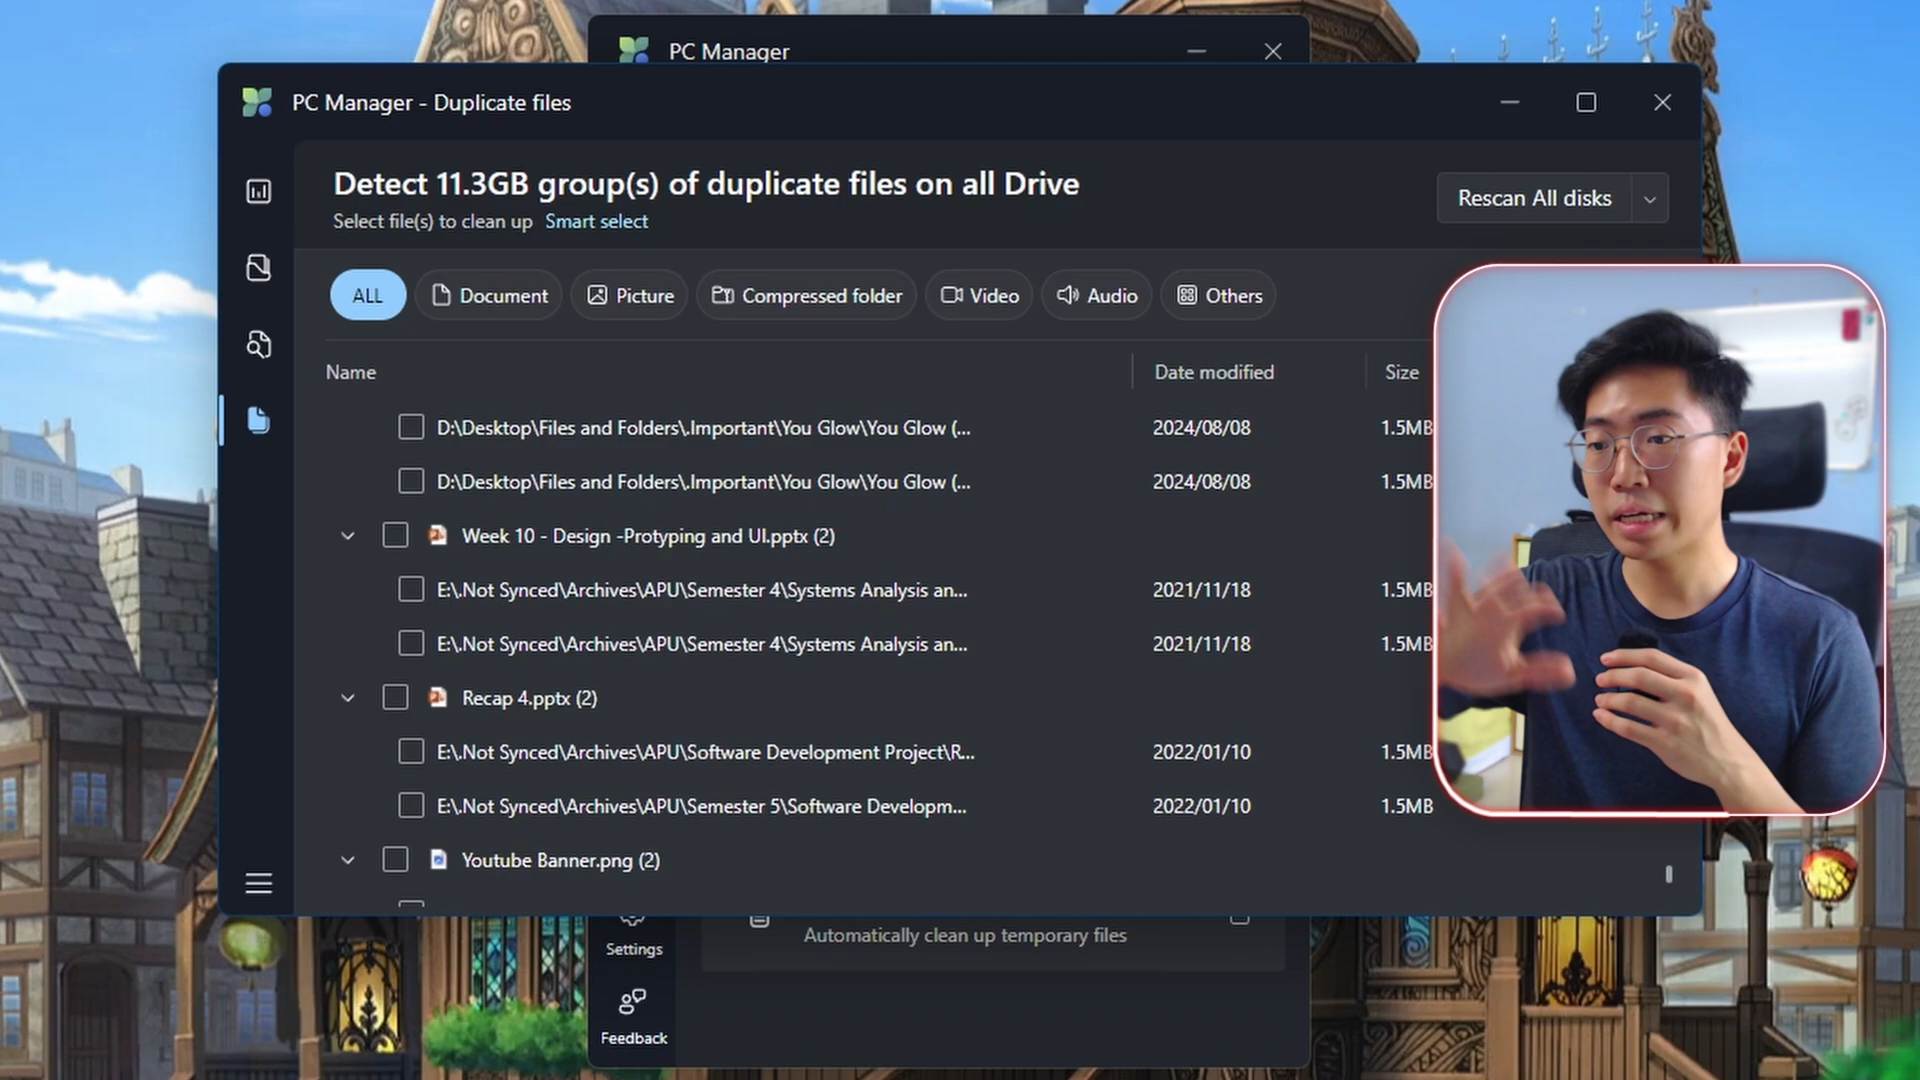 PC Manager
PC Manager - Duplicate files
Detect 11.3GB group(s) of duplicate files on all Drive
Select file(s) to clean up Smart select
Rescan All disks
ALL Document Picture Compressed folder Video Audio Others
Name Date modified Size
D:\Desktop\Files and Folders\.Important\You Glow\You Glow (... 2024/08/08 1.5MB
D:\Desktop\Files and Folders\.Important\You Glow\You Glow (... 2024/08/08 1.5MB
Week 10 - Design -Protyping and UI.pptx (2)
E:\.Not Synced\Archives\APU\Semester 4\Systems Analysis an... 2021/11/18 1.5MB
E:\.Not Synced\Archives\APU\Semester 4\Systems Analysis an... 2021/11/18 1.5MB
Recap 4.pptx (2)
E:\.Not Synced\Archives\APU\Software Development Project\R... 2022/01/10 1.5MB
E:\.Not Synced\Archives\APU\Semester 5\Software Developm... 2022/01/10 1.5MB
Youtube Banner.png (2)
Settings
Automatically clean up temporary files
Feedback